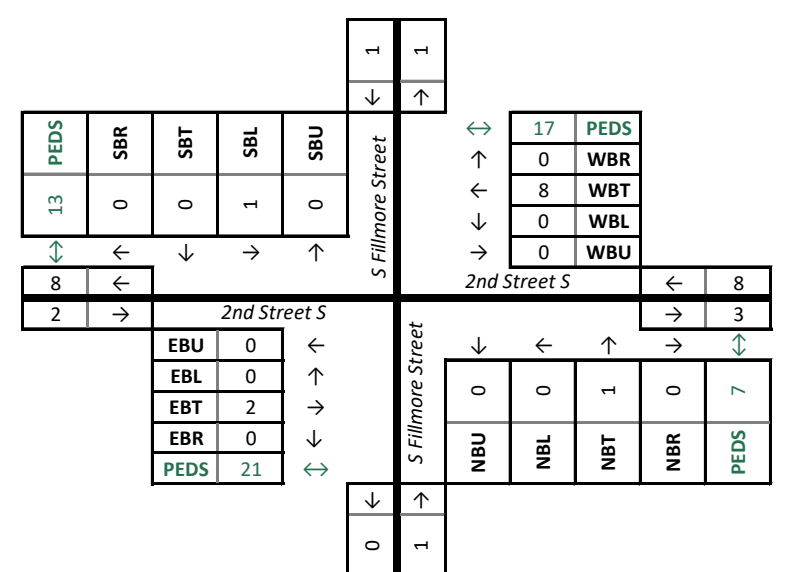 1 1
↓ ↑
PEDS SBR SBT SBL SBU
13 0 0 1 0
↕ ← ↓ → ↑
S Fillmore Street
↔ 17 PEDS
↑ 0 WBR
← 8 WBT
↓ 0 WBL
→ 0 WBU
8 ←
2nd Street S
← 8
2 →
2nd Street S
→ 3
EBU 0 ←
EBL 0 ↑
EBT 2 →
EBR 0 ↓
PEDS 21 ↔
S Fillmore Street
↓ ← ↑ → ↕
0 0 1 0 7
NBU NBL NBT NBR PEDS
↓ ↑
0 1